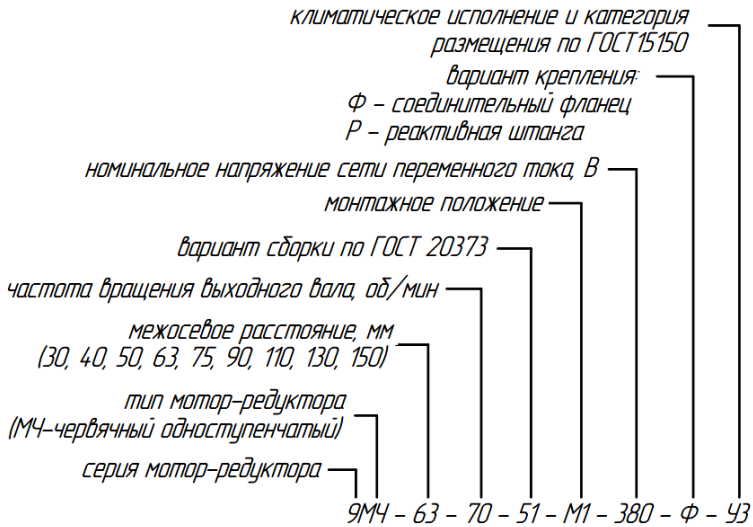 климатическое исполнение и категория
размещения по ГОСТ15150
вариант крепления:
Ф – соединительный фланец
Р – реактивная штанга
номинальное напряжение сети переменного тока, В
монтажное положение
вариант сборки по ГОСТ 20373
частота вращения выходного вала, об/мин
межосевое расстояние, мм
(30, 40, 50, 63, 75, 90, 110, 130, 150)
тип мотор-редуктора
(МЧ-червячный одноступенчатый)
серия мотор-редуктора
9МЧ – 63 – 70 – 51 – М1 – 380 – Ф – У3